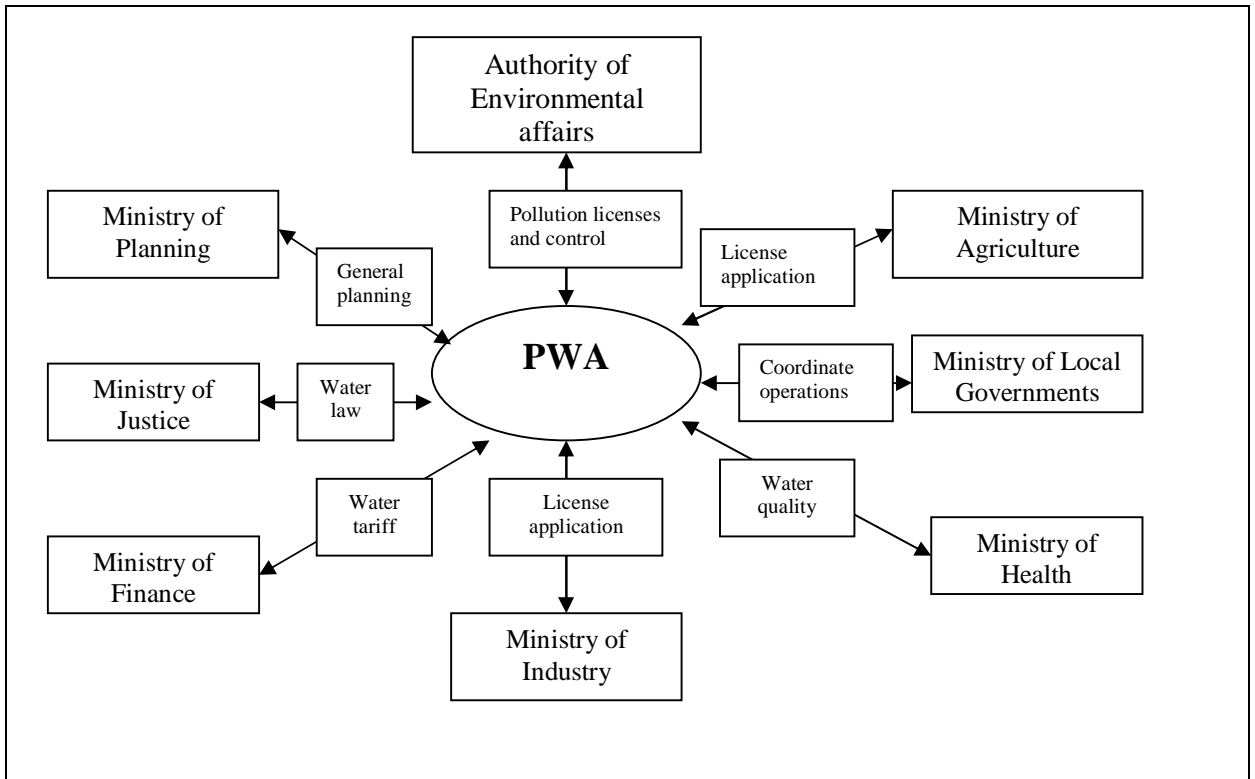 Authority of
Environmental
affairs
Ministry of
Planning
Pollution licenses
and control
Ministry of
Agriculture
License
application
General
planning
PWA
Ministry of
Justice
Water
law
Coordinate
operations
Ministry of Local
Governments
Ministry of
Finance
Water
tariff
License
application
Water
quality
Ministry of
Health
Ministry of
Industry